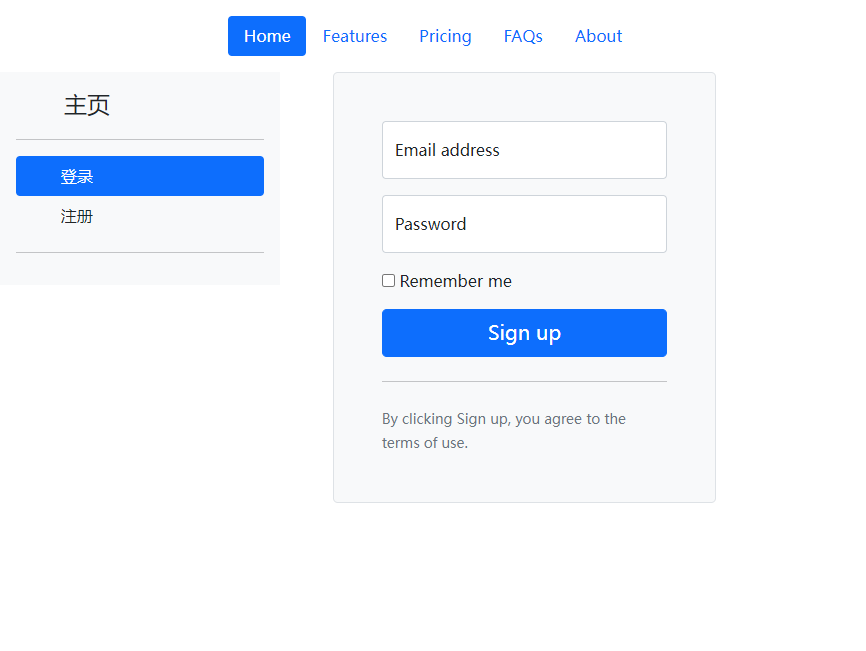 Home Features Pricing FAQs About
主页
登录
注册
Email address
Password
Remember me
Sign up
By clicking Sign up, you agree to the
terms of use.